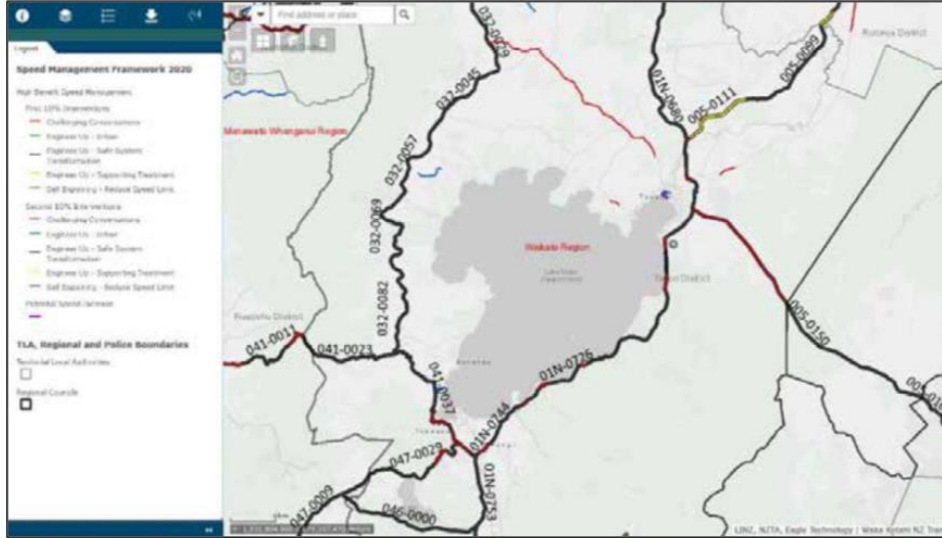 Find address or place
Legend
Speed Management Framework 2020
High Benefit Speed Management
First 10% Interventions
Challenging Conversations
Engineer Up - Urban
Engineer Up - Safe System
Transformation
Engineer Up - Supporting Treatment
Self Explaining - Reduce Speed Limit
Second 10% Interventions
Challenging Conversations
Engineer Up - Urban
Engineer Up - Safe System
Transformation
Engineer Up - Supporting Treatment
Self Explaining - Reduce Speed Limit
Potential Speed Increase
TLA, Regional and Police Boundaries
Territorial Local Authorities
Regional Councils
032-0029
032-0045
032-0057
032-0069
032-0082
01N-0680
005-0111
005-0099
Rotorua District
Manawatu Whanganui Region
Waikato Region
Taupo District
Ruapehu District
041-0011
041-0023
041-0037
01N-0726
01N-0744
01N-0753
005-0150
047-0029
047-0009
046-0000
LINZ, NZTA, Eagle Technology | Waka Kotahi NZ Tran